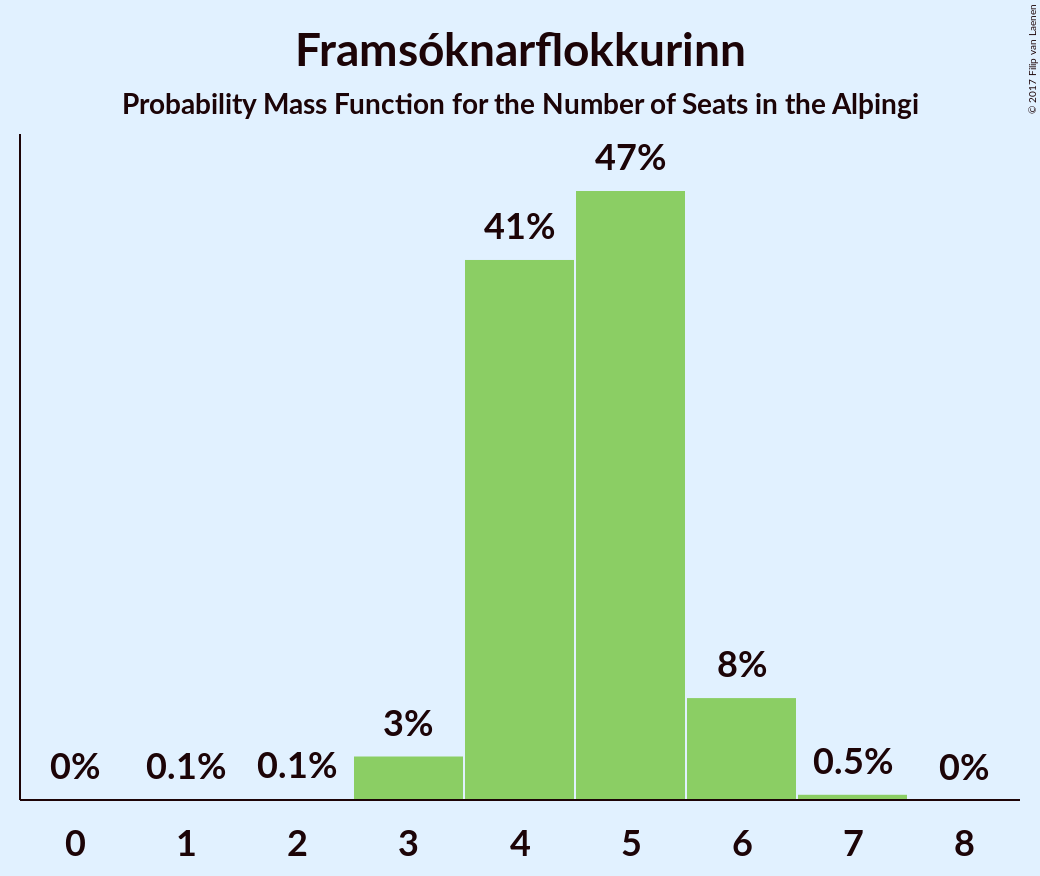 Framsóknarflokkurinn
Probability Mass Function for the Number of Seats in the Alþingi
© 2017 Filip van Laenen
0% 0.1% 0.1% 3% 41% 47% 8% 0.5% 0%
0 1 2 3 4 5 6 7 8